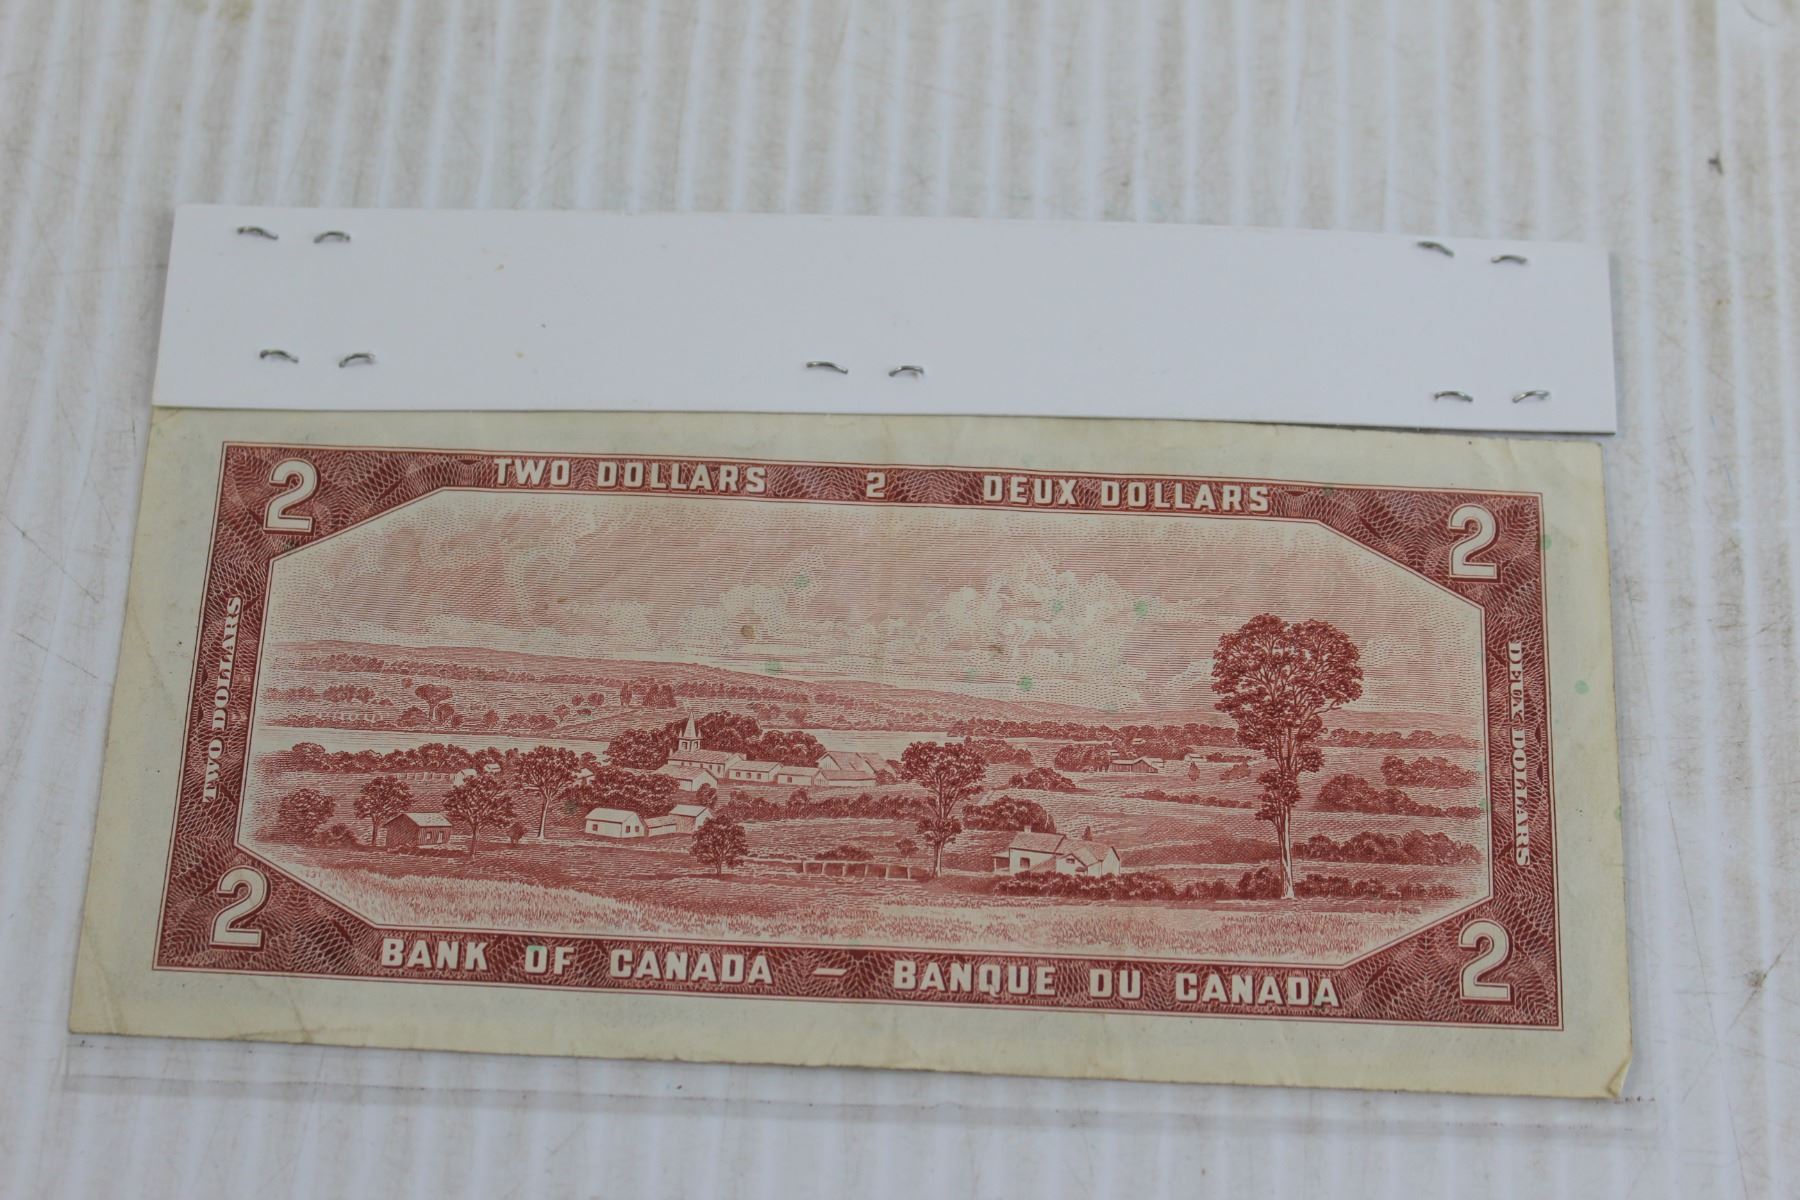 2 TWO DOLLARS 2 DEUX DOLLARS 2
TWO DOLLARS
DEUX DOLLARS
2 BANK OF CANADA — BANQUE DU CANADA 2